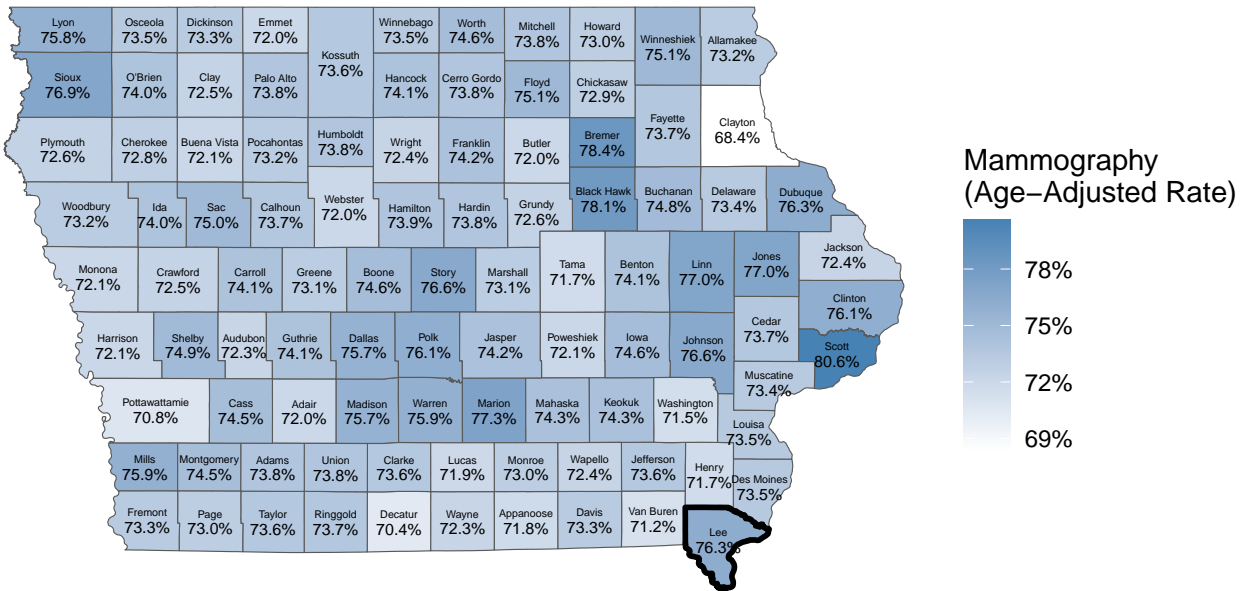 Lyon
75.8%
Osceola
73.5%
Dickinson
73.3%
Emmet
72.0%
Kossuth
73.6%
Winnebago
73.5%
Worth
74.6%
Mitchell
73.8%
Howard
73.0%
Winneshiek
75.1%
Allamakee
73.2%
Sioux
76.9%
O'Brien
74.0%
Clay
72.5%
Palo Alto
73.8%
Hancock
74.1%
Cerro Gordo
73.8%
Floyd
75.1%
Chickasaw
72.9%
Fayette
73.7%
Clayton
68.4%
Plymouth
72.6%
Cherokee
72.8%
Buena Vista
72.1%
Pocahontas
73.2%
Humboldt
73.8%
Wright
72.4%
Franklin
74.2%
Butler
72.0%
Bremer
78.4%
Woodbury
73.2%
Ida
74.0%
Sac
75.0%
Calhoun
73.7%
Webster
72.0%
Hamilton
73.9%
Hardin
73.8%
Grundy
72.6%
Black Hawk
78.1%
Buchanan
74.8%
Delaware
73.4%
Dubuque
76.3%
Monona
72.1%
Crawford
72.5%
Carroll
74.1%
Greene
73.1%
Boone
74.6%
Story
76.6%
Marshall
73.1%
Tama
71.7%
Benton
74.1%
Linn
77.0%
Jones
77.0%
Jackson
72.4%
Clinton
76.1%
Harrison
72.1%
Shelby
74.9%
Audubon
72.3%
Guthrie
74.1%
Dallas
75.7%
Polk
76.1%
Jasper
74.2%
Poweshiek
72.1%
Iowa
74.6%
Johnson
76.6%
Cedar
73.7%
Scott
80.6%
Muscatine
73.4%
Pottawattamie
70.8%
Cass
74.5%
Adair
72.0%
Madison
75.7%
Warren
75.9%
Marion
77.3%
Mahaska
74.3%
Keokuk
74.3%
Washington
71.5%
Louisa
73.5%
Mills
75.9%
Montgomery
74.5%
Adams
73.8%
Union
73.8%
Clarke
73.6%
Lucas
71.9%
Monroe
73.0%
Wapello
72.4%
Jefferson
73.6%
Henry
71.7%
Des Moines
73.5%
Fremont
73.3%
Page
73.0%
Taylor
73.6%
Ringgold
73.7%
Decatur
70.4%
Wayne
72.3%
Appanoose
71.8%
Davis
73.3%
Van Buren
71.2%
Lee
76.3%
Mammography
(Age−Adjusted Rate)
78%
75%
72%
69%